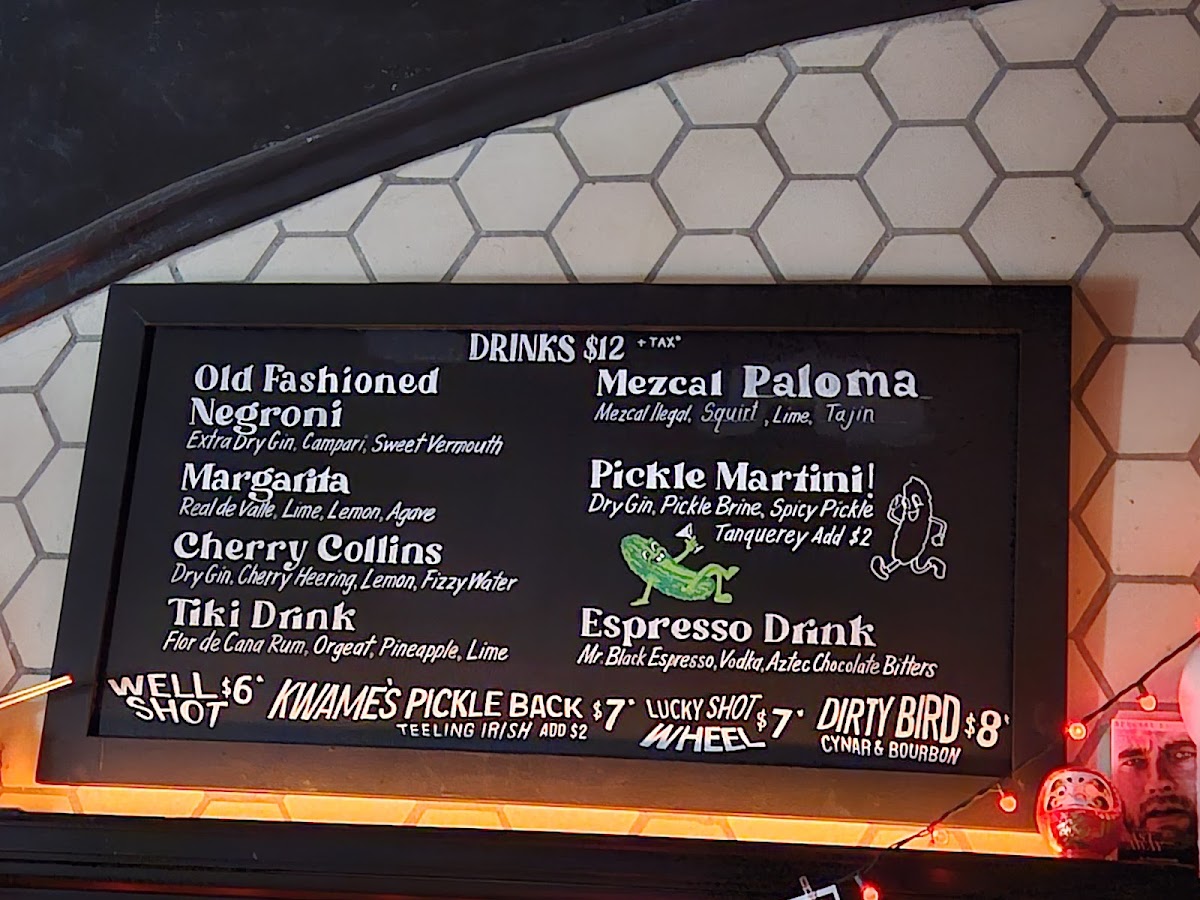 DRINKS $12 + TAX*
Old Fashioned
Negroni
Extra Dry Gin, Campari, Sweet Vermouth
Margarita
Real de Valle, Lime, Lemon, Agave
Cherry Collins
Dry Gin, Cherry Heering, Lemon, Fizzy Water
Tiki Drink
Flor de Cana Rum, Orgeat, Pineapple, Lime
Mezcal Paloma
Mezcal Ilegal, Squirt, Lime, Tajin
Pickle Martini!
Dry Gin, Pickle Brine, Spicy Pickle
Tanquerey Add $2
Espresso Drink
Mr. Black Espresso, Vodka, Aztec Chocolate Bitters
WELL SHOT $6*
KWAME'S PICKLE BACK $7*
TEELING IRISH ADD $2
LUCKY SHOT WHEEL $7*
DIRTY BIRD $8*
CYNAR & BOURBON